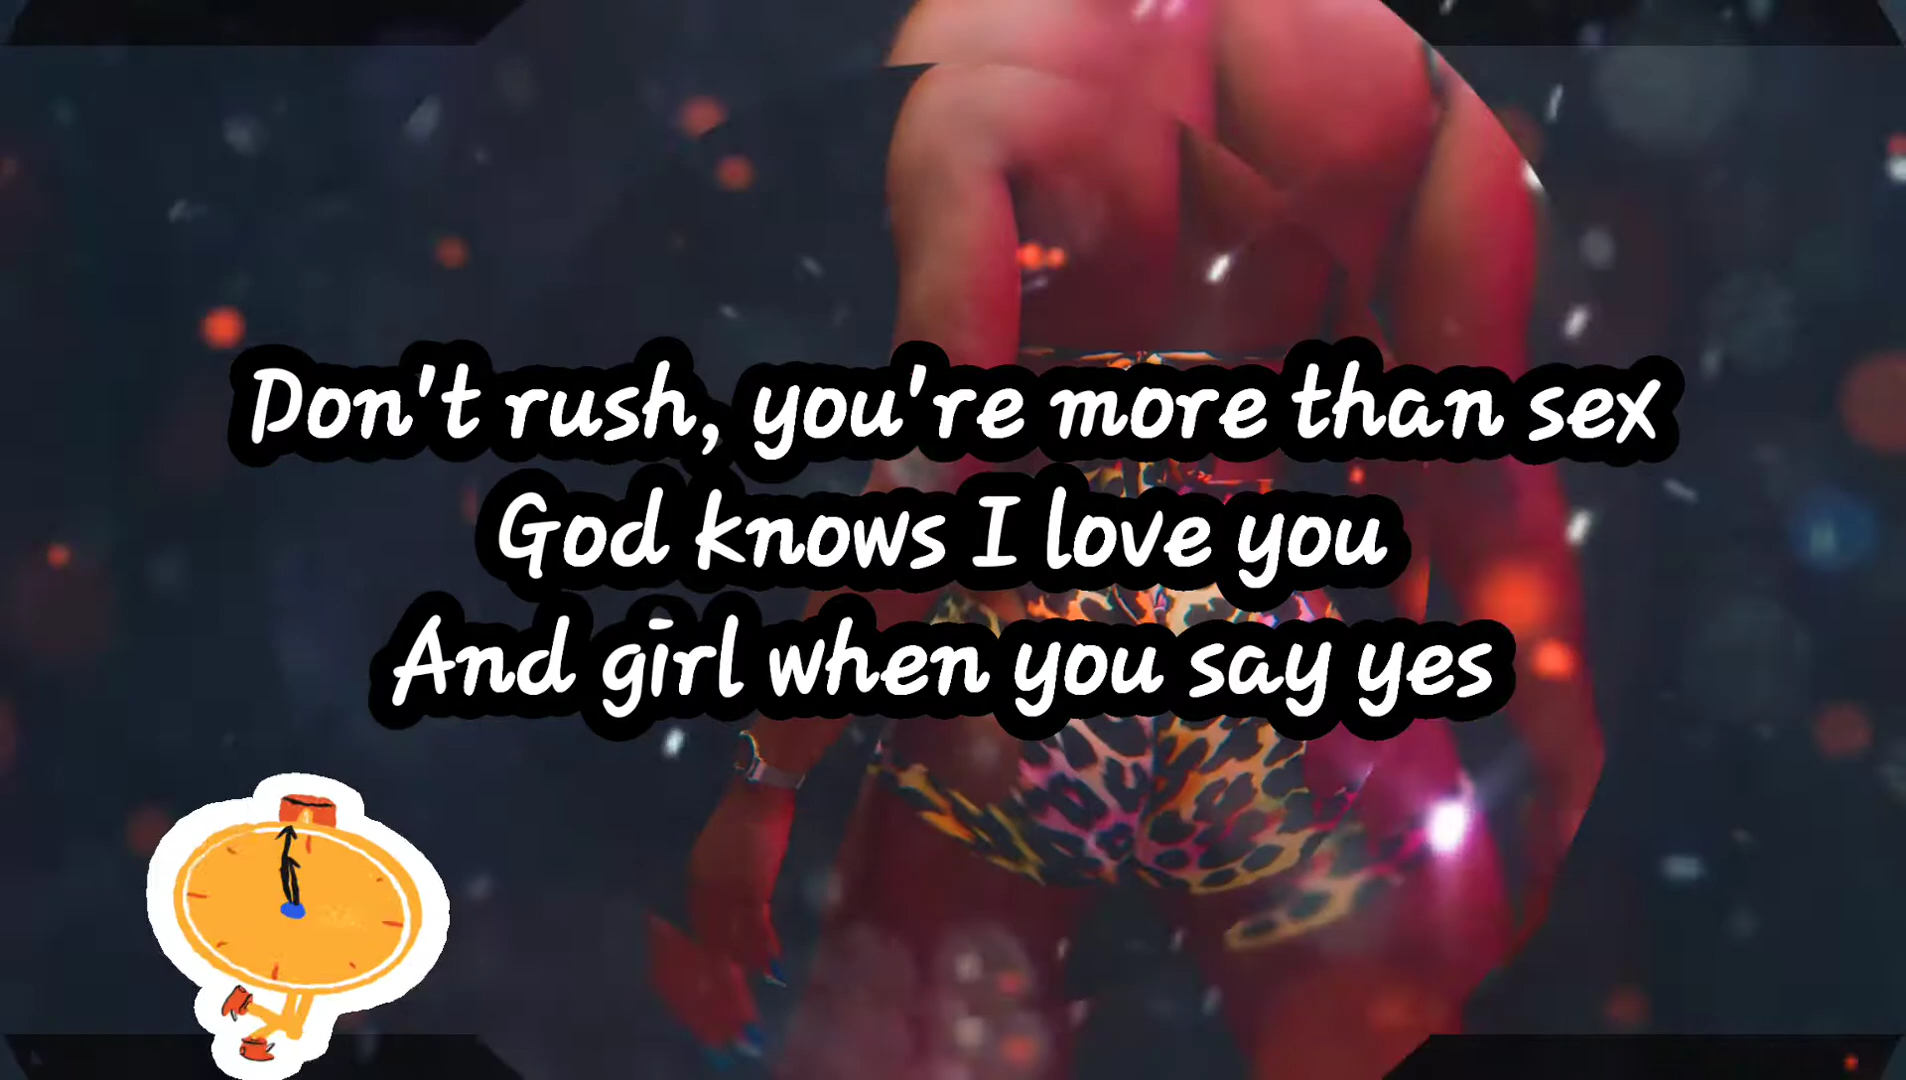 Don't rush, you're more than sex
God knows I love you
And girl when you say yes